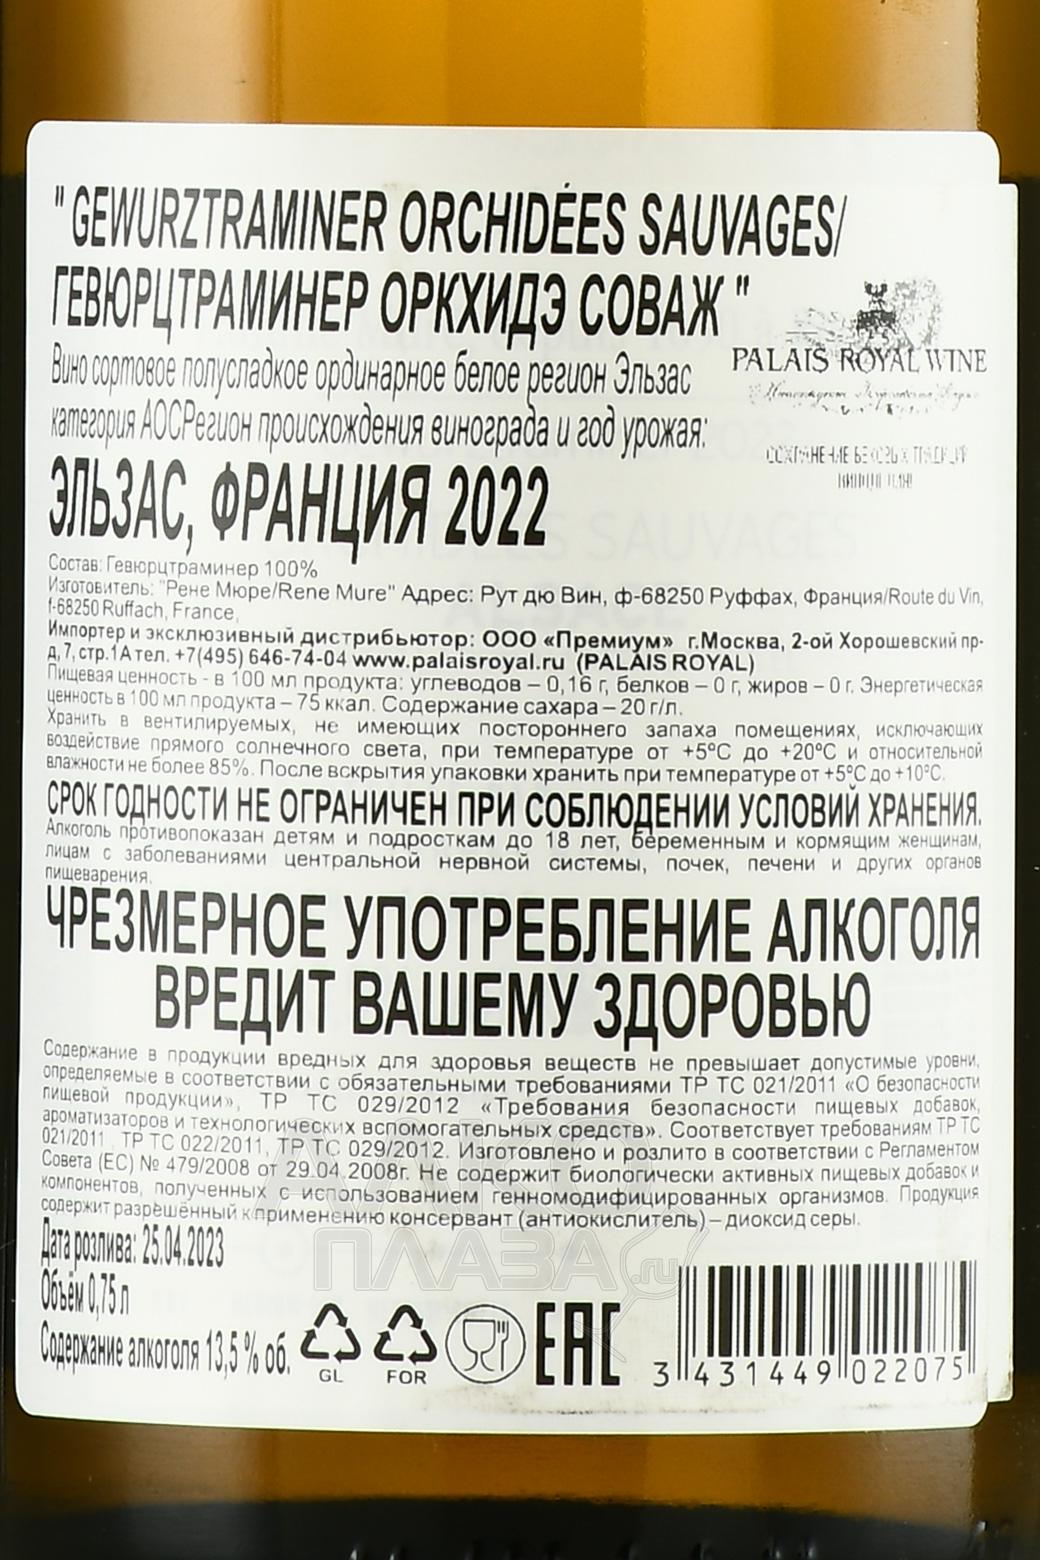 " GEWURZTRAMINER ORCHIDÉES SAUVAGES/
ГЕВЮРЦТРАМИНЕР ОРКХИДЭ СОВАЖ "
Вино сортовое полусладкое ординарное белое регион Эльзас
категория АОСРегион происхождения винограда и год урожая:
ЭЛЬЗАС, ФРАНЦИЯ 2022
PALAIS ROYAL WINE
Состав: Гевюрцтраминер 100%
Изготовитель: "Рене Мюре/Rene Mure" Адрес: Рут дю Вин, ф-68250 Руффах, Франция/Route du Vin,
f-68250 Ruffach, France,
Импортер и эксклюзивный дистрибьютор: ООО «Премиум» г.Москва, 2-ой Хорошевский пр-
д,7,стр.1А тел. +7(495) 646-74-04 www.palaisroyal.ru (PALAIS ROYAL)
Пищевая ценность - в 100 мл продукта: углеводов – 0,16 г, белков – 0 г, жиров – 0 г. Энергетическая
ценность в 100 мл продукта – 75 ккал. Содержание сахара – 20 г/л.
Хранить в вентилируемых, не имеющих постороннего запаха помещениях, исключающих
воздействие прямого солнечного света, при температуре от +5°С до +20°С и относительной
влажности не более 85%. После вскрытия упаковки хранить при температуре от +5°С до +10°С.
СРОК ГОДНОСТИ НЕ ОГРАНИЧЕН ПРИ СОБЛЮДЕНИИ УСЛОВИЙ ХРАНЕНИЯ.
Алкоголь противопоказан детям и подросткам до 18 лет, беременным и кормящим женщинам,
лицам с заболеваниями центральной нервной системы, почек, печени и других органов
пищеварения.
ЧРЕЗМЕРНОЕ УПОТРЕБЛЕНИЕ АЛКОГОЛЯ
ВРЕДИТ ВАШЕМУ ЗДОРОВЬЮ
Содержание в продукции вредных для здоровья веществ не превышает допустимые уровни,
определяемые в соответствии с обязательными требованиями ТР ТС 021/2011 «О безопасности
пищевой продукции», ТР ТС 029/2012 «Требования безопасности пищевых добавок,
ароматизаторов и технологических вспомогательных средств». Соответствует требованиям ТР ТС
021/2011 , ТР ТС 022/2011, ТР ТС 029/2012. Изготовлено и розлито в соответствии с Регламентом
Совета (ЕС) № 479/2008 от 29.04.2008г. Не содержит биологически активных пищевых добавок и
компонентов, полученных с использованием генномодифицированных организмов. Продукция
содержит разрешённый к применению консервант (антиокислитель) – диоксид серы.
Дата розлива: 25.04.2023
Объём 0,75 л
Содержание алкоголя 13,5 % об.
GL
FOR
EAC
3 431449 022075
АЛКО
ПЛАЗА.ru